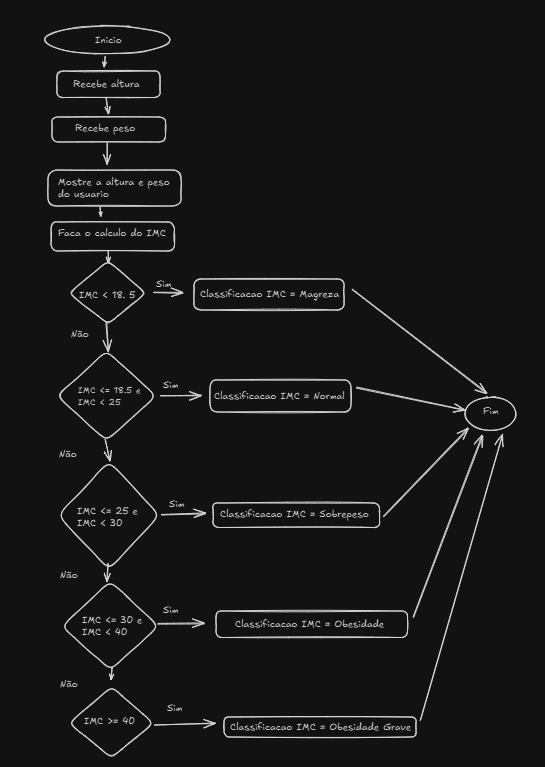 Inicio
Recebe altura
Recebe peso
Mostre a altura e peso
do usuario
Faca o calculo do IMC
IMC < 18. 5
Sim
Classificacao IMC = Magreza
Não
IMC <= 18.5 e
IMC < 25
Sim
Classificacao IMC = Normal
Fim
Não
IMC <= 25 e
IMC < 30
Sim
Classificacao IMC = Sobrepeso
Não
IMC <= 30 e
IMC < 40
Sim
Classificacao IMC = Obesidade
Não
IMC >= 40
Sim
Classificacao IMC = Obesidade Grave